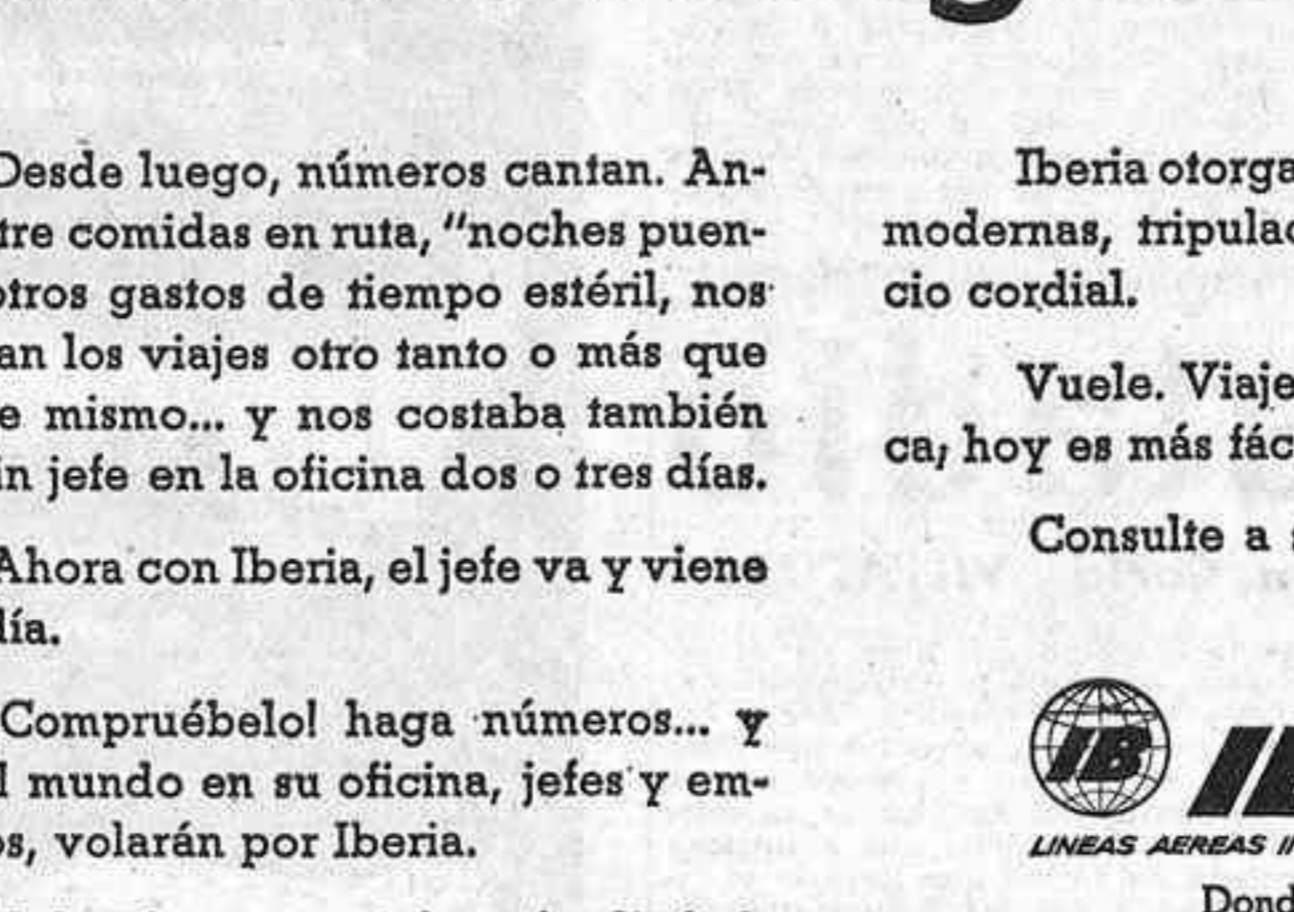 Desde luego, números cantan. An-
tre comidas en ruta, "noches puen-
otros gastos de tiempo estéril, nos
an los viajes otro tanto o más que
e mismo... y nos costaba también
in jefe en la oficina dos o tres días.
Ahora con Iberia, el jefe va y viene
día.
Compruébelo! haga números... y
l mundo en su oficina, jefes y em-
os, volarán por Iberia.
Iberia otorga
modernas, tripulac
cio cordial.
Vuele. Viaje
ca; hoy es más fác
Consulte a s
IB
LINEAS AEREAS
Dond